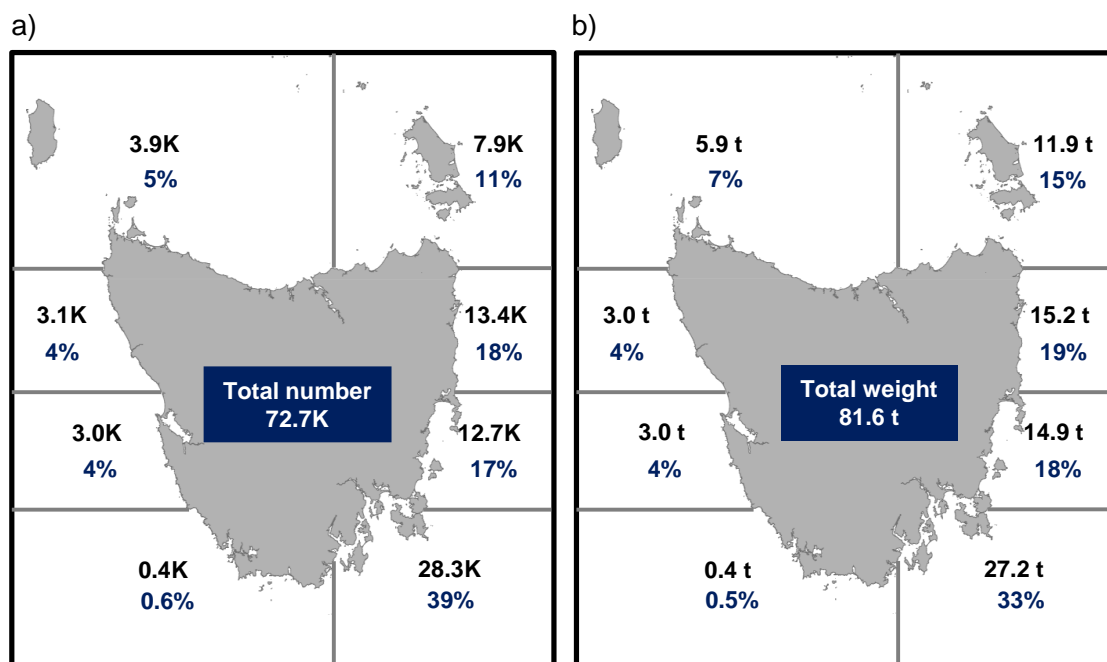 a)
3.9K
5%
7.9K
11%
3.1K
4%
13.4K
18%
Total number
72.7K
3.0K
4%
12.7K
17%
0.4K
0.6%
28.3K
39%
b)
5.9 t
7%
11.9 t
15%
3.0 t
4%
15.2 t
19%
Total weight
81.6 t
3.0 t
4%
14.9 t
18%
0.4 t
0.5%
27.2 t
33%